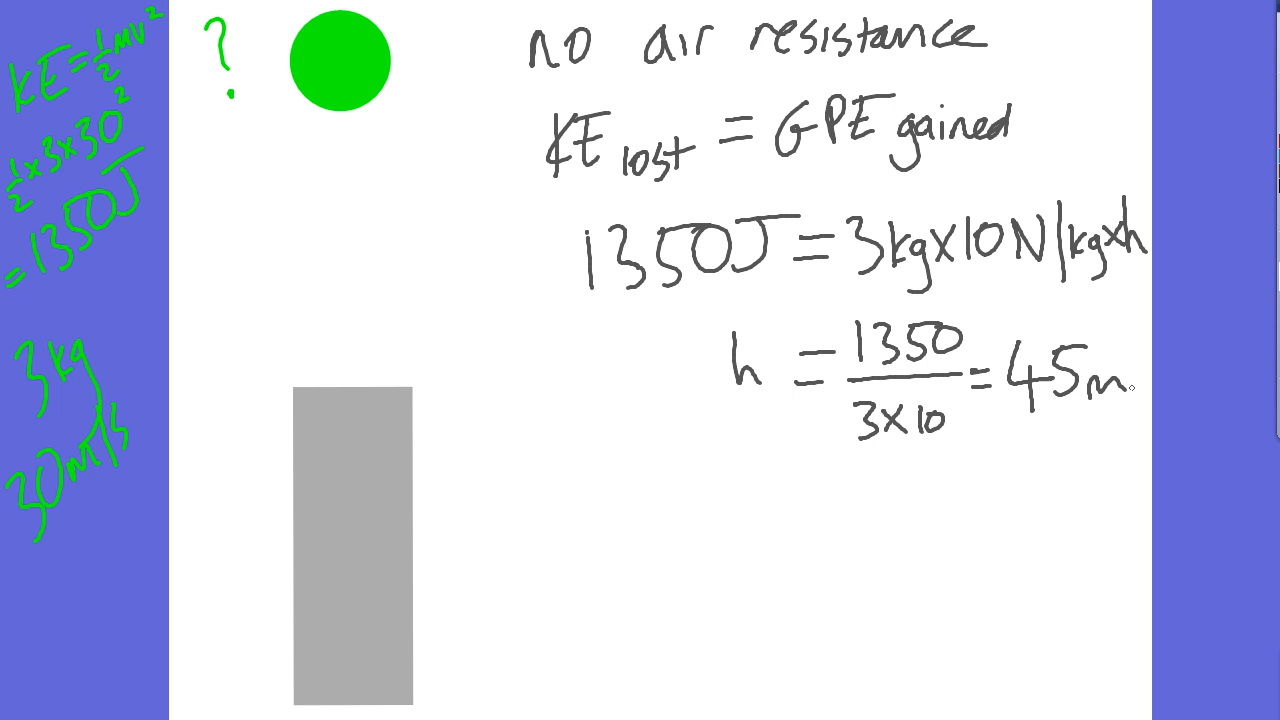 KE=½mv²
½×3×30²
=1350J
3kg
30m/s
?
no air resistance
KE lost = GPE gained
1350J=3kg×10N/kg×h
h = 1350/3×10 = 45m.